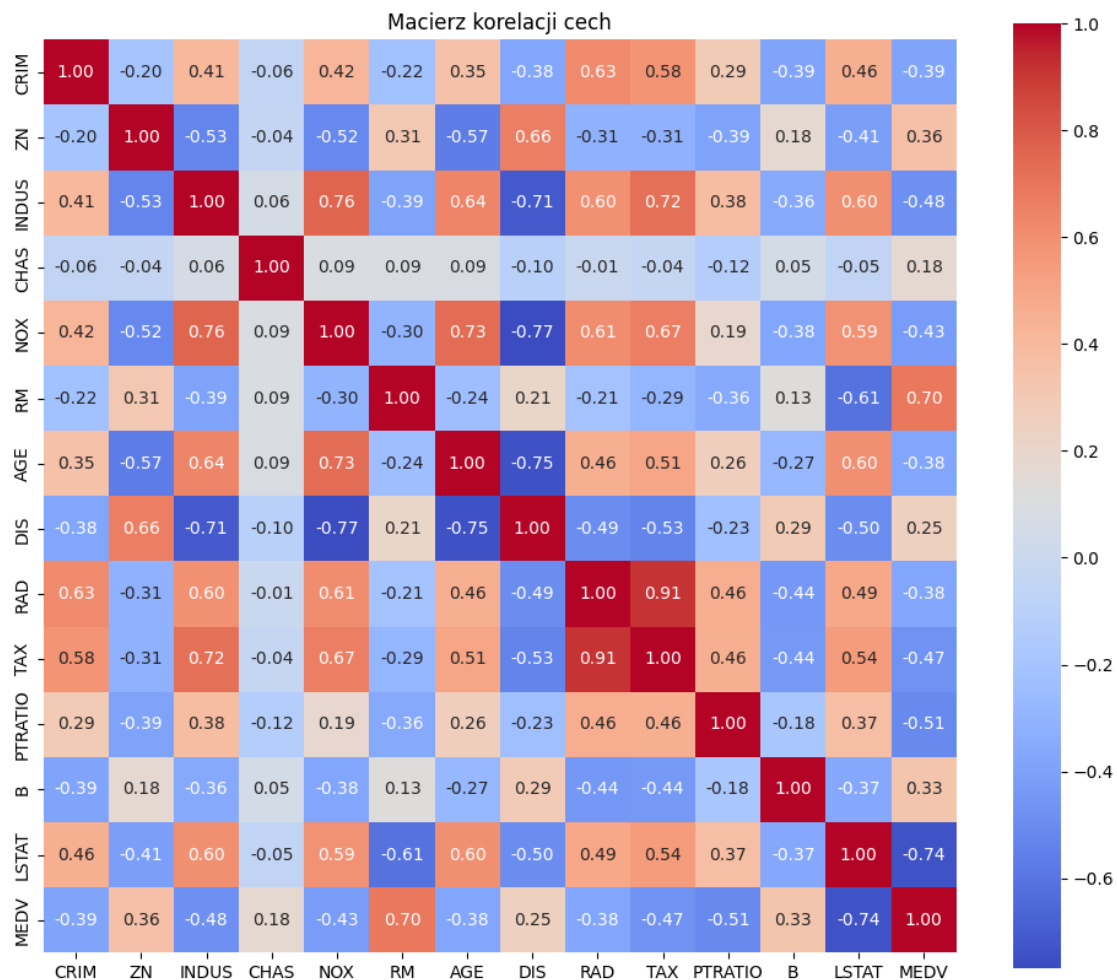 Macierz korelacji cech
CRIM 1.00 -0.20 0.41 -0.06 0.42 -0.22 0.35 -0.38 0.63 0.58 0.29 -0.39 0.46 -0.39
ZN -0.20 1.00 -0.53 -0.04 -0.52 0.31 -0.57 0.66 -0.31 -0.31 -0.39 0.18 -0.41 0.36
INDUS 0.41 -0.53 1.00 0.06 0.76 -0.39 0.64 -0.71 0.60 0.72 0.38 -0.36 0.60 -0.48
CHAS -0.06 -0.04 0.06 1.00 0.09 0.09 0.09 -0.10 -0.01 -0.04 -0.12 0.05 -0.05 0.18
NOX 0.42 -0.52 0.76 0.09 1.00 -0.30 0.73 -0.77 0.61 0.67 0.19 -0.38 0.59 -0.43
RM -0.22 0.31 -0.39 0.09 -0.30 1.00 -0.24 0.21 -0.21 -0.29 -0.36 0.13 -0.61 0.70
AGE 0.35 -0.57 0.64 0.09 0.73 -0.24 1.00 -0.75 0.46 0.51 0.26 -0.27 0.60 -0.38
DIS -0.38 0.66 -0.71 -0.10 -0.77 0.21 -0.75 1.00 -0.49 -0.53 -0.23 0.29 -0.50 0.25
RAD 0.63 -0.31 0.60 -0.01 0.61 -0.21 0.46 -0.49 1.00 0.91 0.46 -0.44 0.49 -0.38
TAX 0.58 -0.31 0.72 -0.04 0.67 -0.29 0.51 -0.53 0.91 1.00 0.46 -0.44 0.54 -0.47
PTRATIO 0.29 -0.39 0.38 -0.12 0.19 -0.36 0.26 -0.23 0.46 0.46 1.00 -0.18 0.37 -0.51
B -0.39 0.18 -0.36 0.05 -0.38 0.13 -0.27 0.29 -0.44 -0.44 -0.18 1.00 -0.37 0.33
LSTAT 0.46 -0.41 0.60 -0.05 0.59 -0.61 0.60 -0.50 0.49 0.54 0.37 -0.37 1.00 -0.74
MEDV -0.39 0.36 -0.48 0.18 -0.43 0.70 -0.38 0.25 -0.38 -0.47 -0.51 0.33 -0.74 1.00
CRIM ZN INDUS CHAS NOX RM AGE DIS RAD TAX PTRATIO B LSTAT MEDV
1.0
0.8
0.6
0.4
0.2
0.0
−0.2
−0.4
−0.6